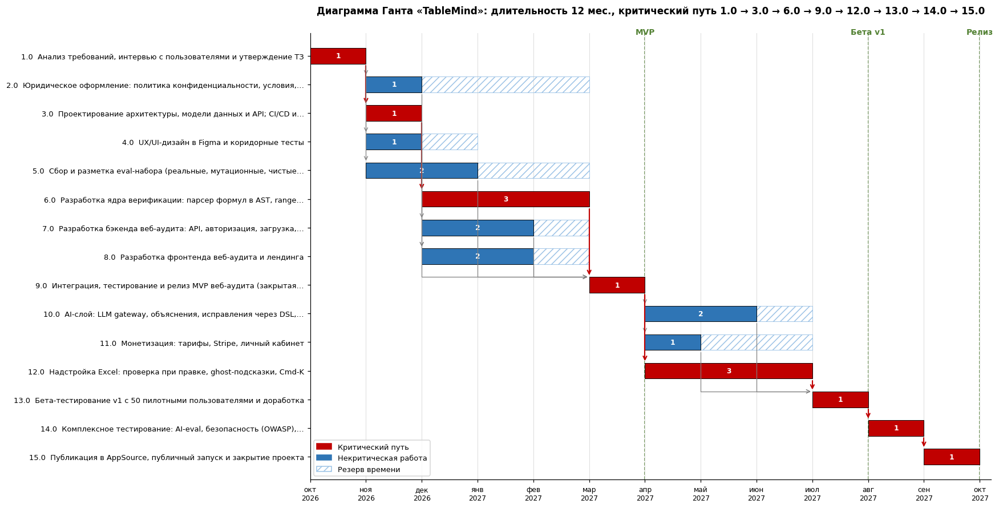 Диаграмма Ганта «TableMind»: длительность 12 мес., критический путь 1.0 → 3.0 → 6.0 → 9.0 → 12.0 → 13.0 → 14.0 → 15.0
MVP
Бета v1
Релиз
1.0 Анализ требований, интервью с пользователями и утверждение ТЗ
1
2.0 Юридическое оформление: политика конфиденциальности, условия,…
1
3.0 Проектирование архитектуры, модели данных и API; CI/CD и…
1
4.0 UX/UI-дизайн в Figma и коридорные тесты
1
5.0 Сбор и разметка eval-набора (реальные, мутационные, чистые…
2
6.0 Разработка ядра верификации: парсер формул в AST, range…
3
7.0 Разработка бэкенда веб-аудита: API, авторизация, загрузка,…
2
8.0 Разработка фронтенда веб-аудита и лендинга
2
9.0 Интеграция, тестирование и релиз MVP веб-аудита (закрытая…
1
10.0 AI-слой: LLM gateway, объяснения, исправления через DSL,…
2
11.0 Монетизация: тарифы, Stripe, личный кабинет
1
12.0 Надстройка Excel: проверка при правке, ghost-подсказки, Cmd-K
3
13.0 Бета-тестирование v1 с 50 пилотными пользователями и доработка
1
14.0 Комплексное тестирование: AI-eval, безопасность (OWASP),…
1
15.0 Публикация в AppSource, публичный запуск и закрытие проекта
1
Критический путь
Некритическая работа
Резерв времени
окт ноя дек янв фев мар апр май июн июл авг сен окт
2026 2026 2026 2027 2027 2027 2027 2027 2027 2027 2027 2027 2027